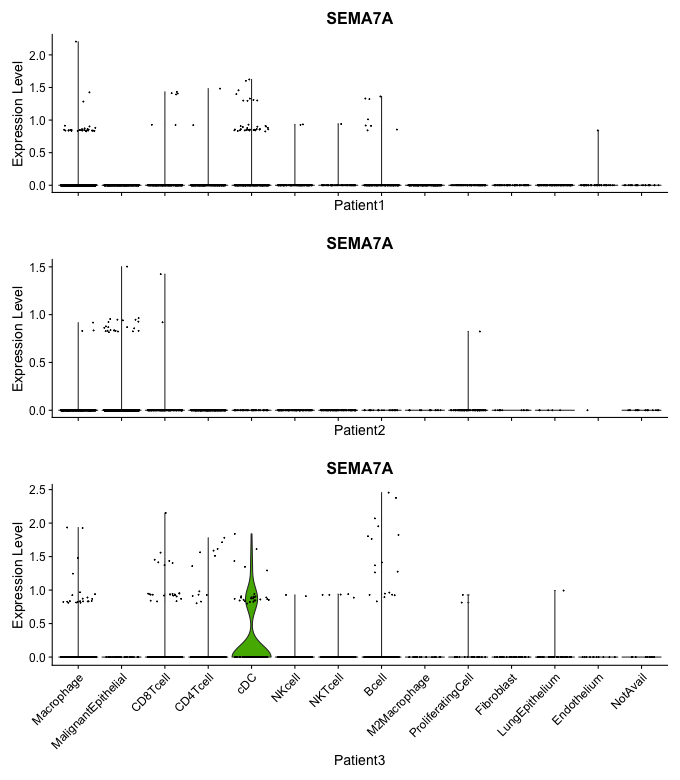 SEMA7A
Expression Level
2.0
1.5
1.0
0.5
0.0
Patient1
SEMA7A
Expression Level
1.5
1.0
0.5
0.0
Patient2
SEMA7A
Expression Level
2.5
2.0
1.5
1.0
0.5
0.0
Macrophage
MalignantEpithelial
CD8Tcell
CD4Tcell
cDC
NKcell
NKTcell
Bcell
M2Macrophage
ProliferatingCell
Fibroblast
LungEpithelium
Endothelium
NotAvail
Patient3